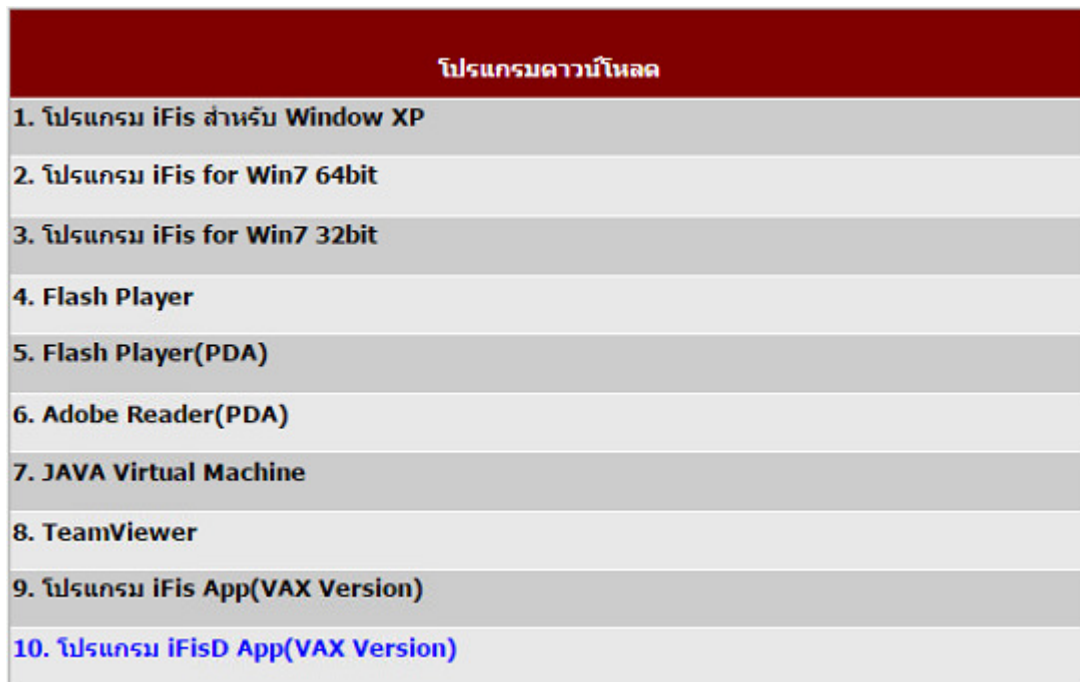 โปรแกรมดาวน์โหลด
1. โปรแกรม iFis สำหรับ Window XP
2. โปรแกรม iFis for Win7 64bit
3. โปรแกรม iFis for Win7 32bit
4. Flash Player
5. Flash Player(PDA)
6. Adobe Reader(PDA)
7. JAVA Virtual Machine
8. TeamViewer
9. โปรแกรม iFis App(VAX Version)
10. โปรแกรม iFisD App(VAX Version)